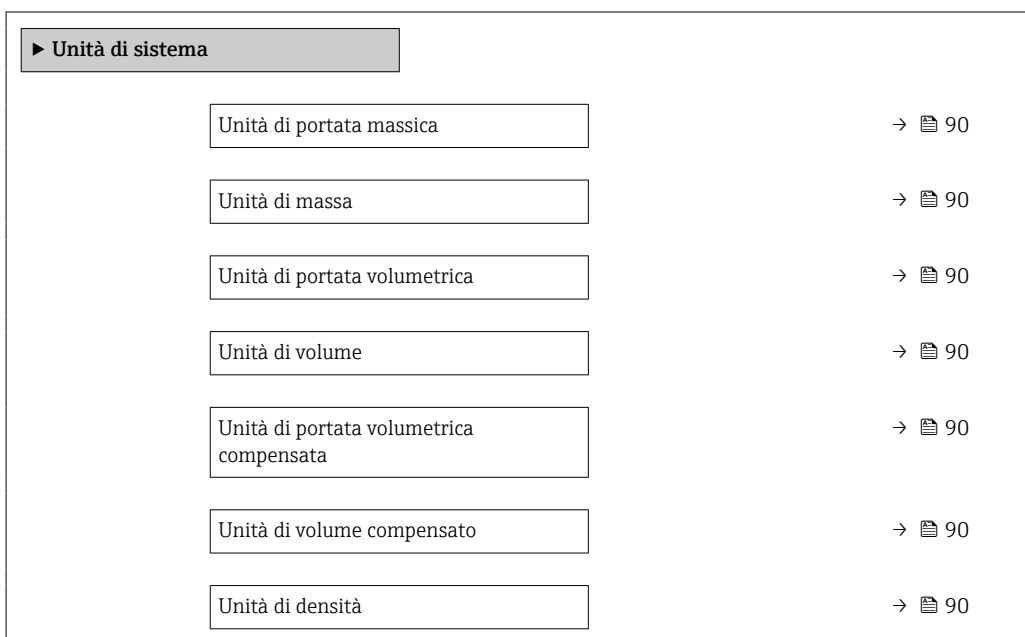 ▶ Unità di sistema
Unità di portata massica → 90
Unità di massa → 90
Unità di portata volumetrica → 90
Unità di volume → 90
Unità di portata volumetrica → 90
compensata
Unità di volume compensato → 90
Unità di densità → 90